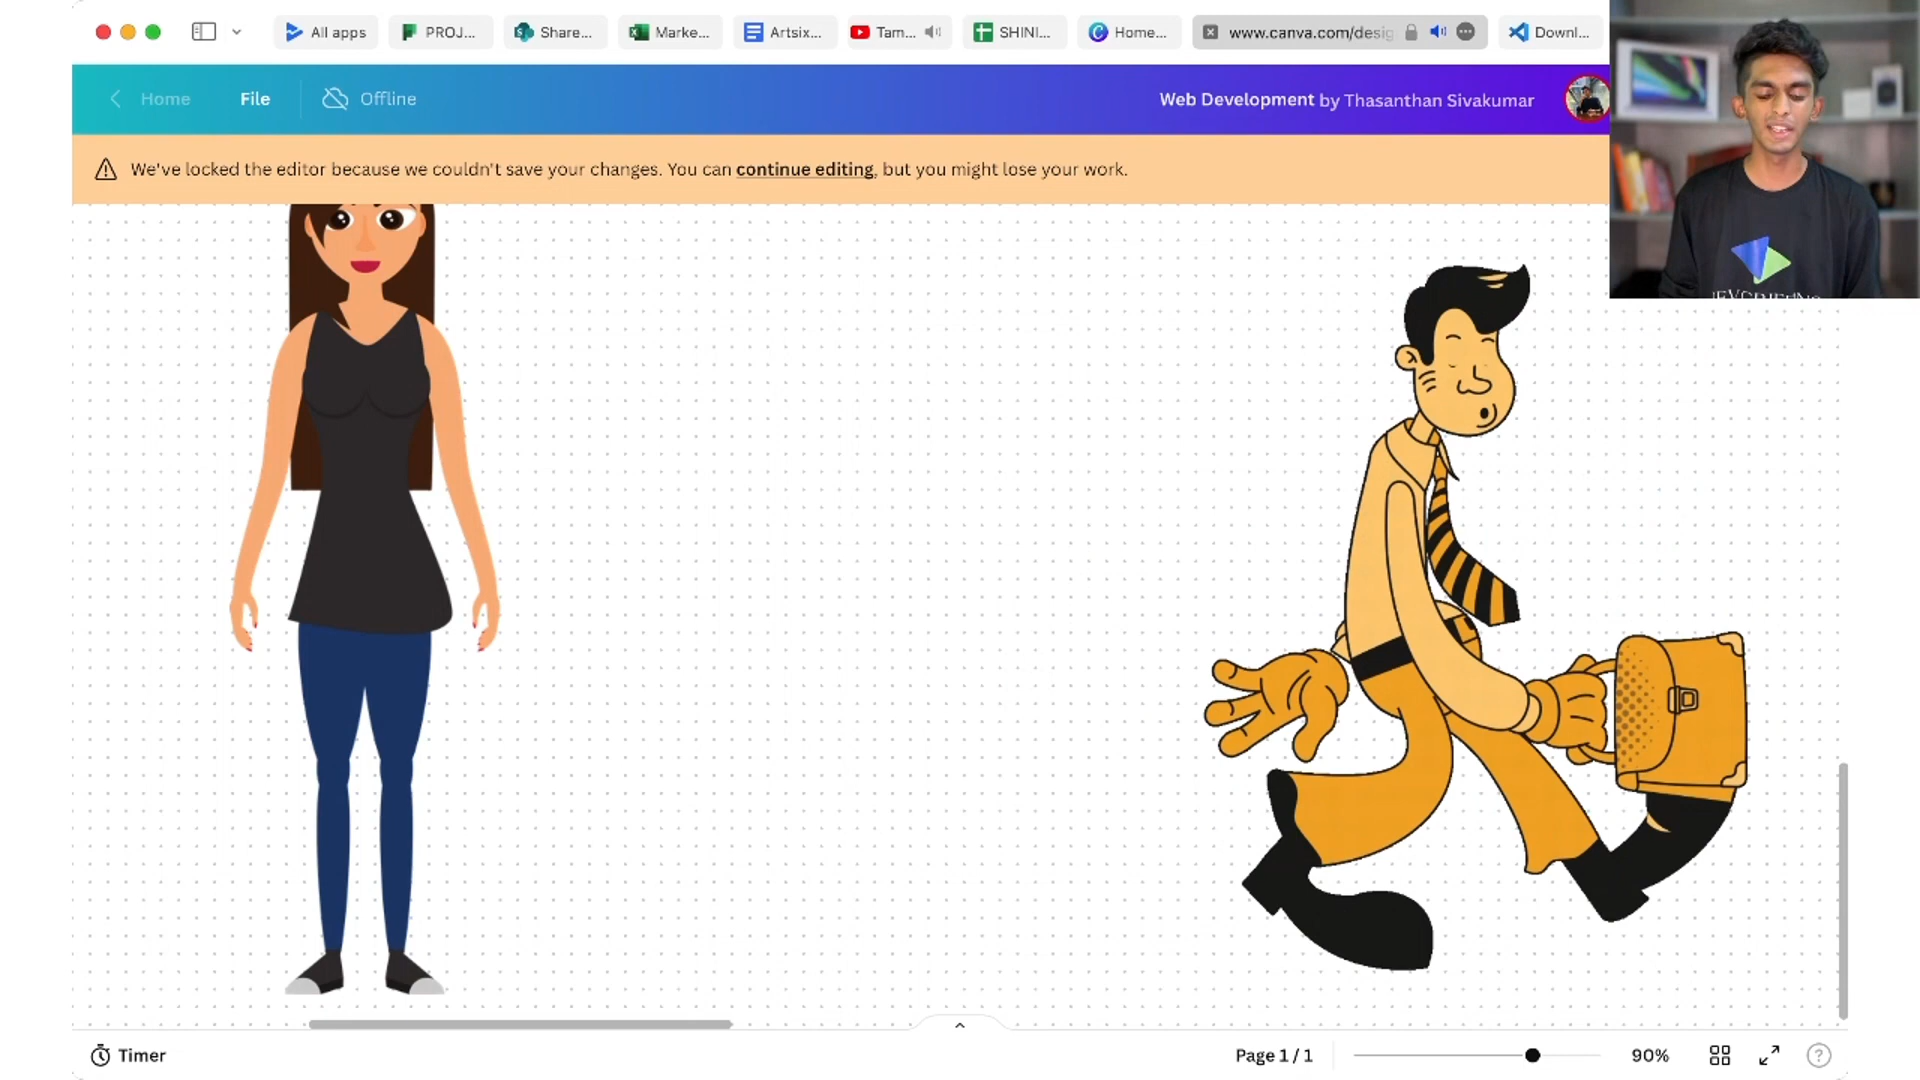 All apps
PROJ...
Share...
Marke...
Artsix...
Tam...
SHINI...
Home...
www.canva.com/desig
Downl...
Home
File
Offline
Web Development by Thasanthan Sivakumar
We've locked the editor because we couldn't save your changes. You can continue editing, but you might lose your work.
Timer
Page 1 / 1
90%
?